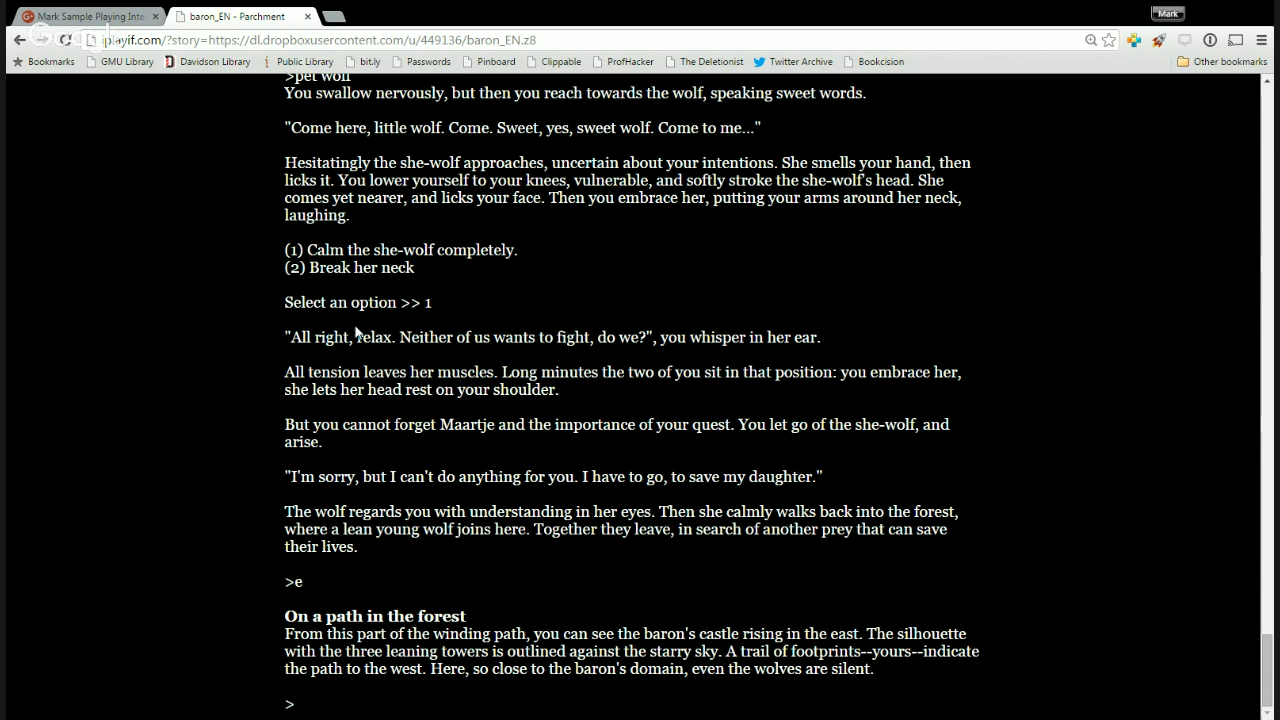 Mark Sample Playing Inte
baron_EN - Parchment
Mark
iplayif.com/?story=https://dl.dropboxusercontent.com/u/449136/baron_EN.z8
Bookmarks GMU Library Davidson Library Public Library bit.ly Passwords Pinboard Clippable ProfHacker The Deletionist Twitter Archive Bookcision Other bookmarks
>pet wolf
You swallow nervously, but then you reach towards the wolf, speaking sweet words.
"Come here, little wolf. Come. Sweet, yes, sweet wolf. Come to me..."
Hesitatingly the she-wolf approaches, uncertain about your intentions. She smells your hand, then
licks it. You lower yourself to your knees, vulnerable, and softly stroke the she-wolf's head. She
comes yet nearer, and licks your face. Then you embrace her, putting your arms around her neck,
laughing.
(1) Calm the she-wolf completely.
(2) Break her neck
Select an option >> 1
"All right, relax. Neither of us wants to fight, do we?", you whisper in her ear.
All tension leaves her muscles. Long minutes the two of you sit in that position: you embrace her,
she lets her head rest on your shoulder.
But you cannot forget Maartje and the importance of your quest. You let go of the she-wolf, and
arise.
"I'm sorry, but I can't do anything for you. I have to go, to save my daughter."
The wolf regards you with understanding in her eyes. Then she calmly walks back into the forest,
where a lean young wolf joins here. Together they leave, in search of another prey that can save
their lives.
>e
On a path in the forest
From this part of the winding path, you can see the baron's castle rising in the east. The silhouette
with the three leaning towers is outlined against the starry sky. A trail of footprints--yours--indicate
the path to the west. Here, so close to the baron's domain, even the wolves are silent.
>